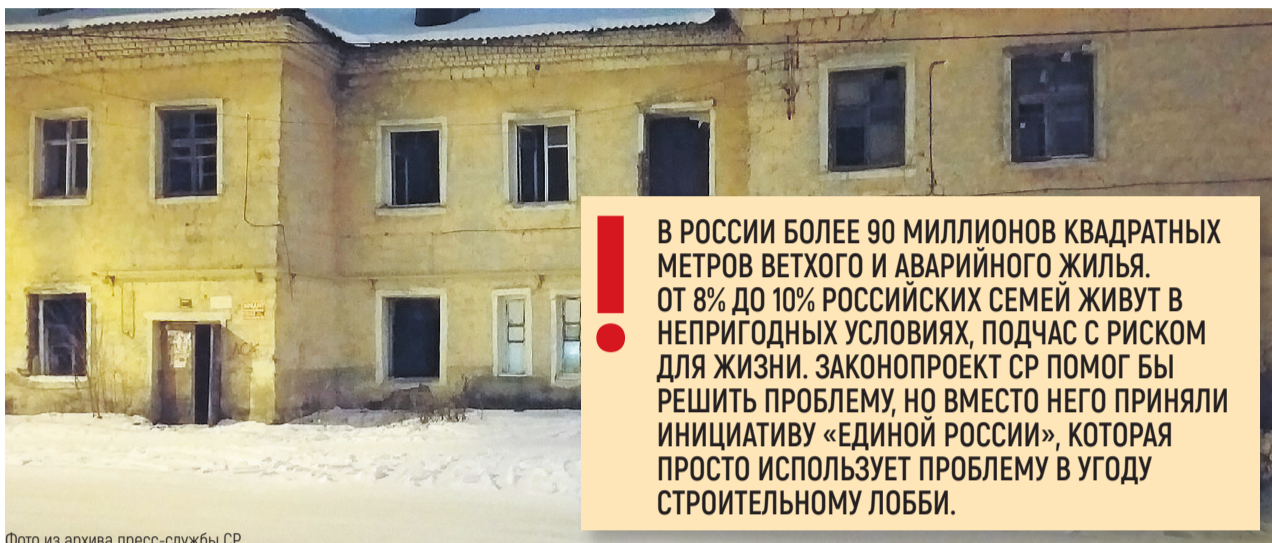 В РОССИИ БОЛЕЕ 90 МИЛЛИОНОВ КВАДРАТНЫХ
МЕТРОВ ВЕТХОГО И АВАРИЙНОГО ЖИЛЬЯ.
ОТ 8% ДО 10% РОССИЙСКИХ СЕМЕЙ ЖИВУТ В
НЕПРИГОДНЫХ УСЛОВИЯХ, ПОДЧАС С РИСКОМ
ДЛЯ ЖИЗНИ. ЗАКОНОПРОЕКТ СР ПОМОГ БЫ
РЕШИТЬ ПРОБЛЕМУ, НО ВМЕСТО НЕГО ПРИНЯЛИ
ИНИЦИАТИВУ «ЕДИНОЙ РОССИИ», КОТОРАЯ
ПРОСТО ИСПОЛЬЗУЕТ ПРОБЛЕМУ В УГОДУ
СТРОИТЕЛЬНОМУ ЛОББИ.
Фото из архива пресс-службы СР